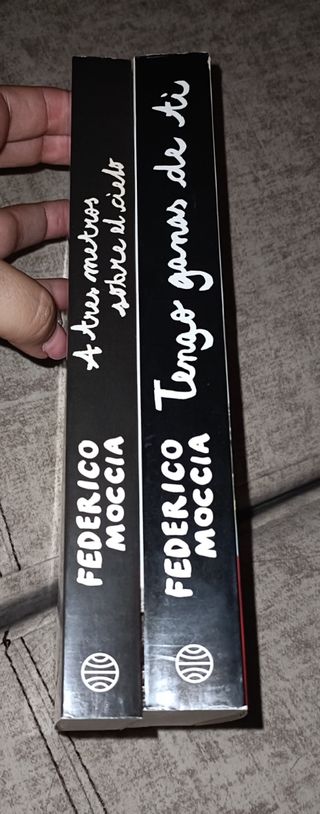 A tres metros
sobre el cielo
FEDERICO
MOCCIA
Tengo ganas de ti
FEDERICO
MOCCIA